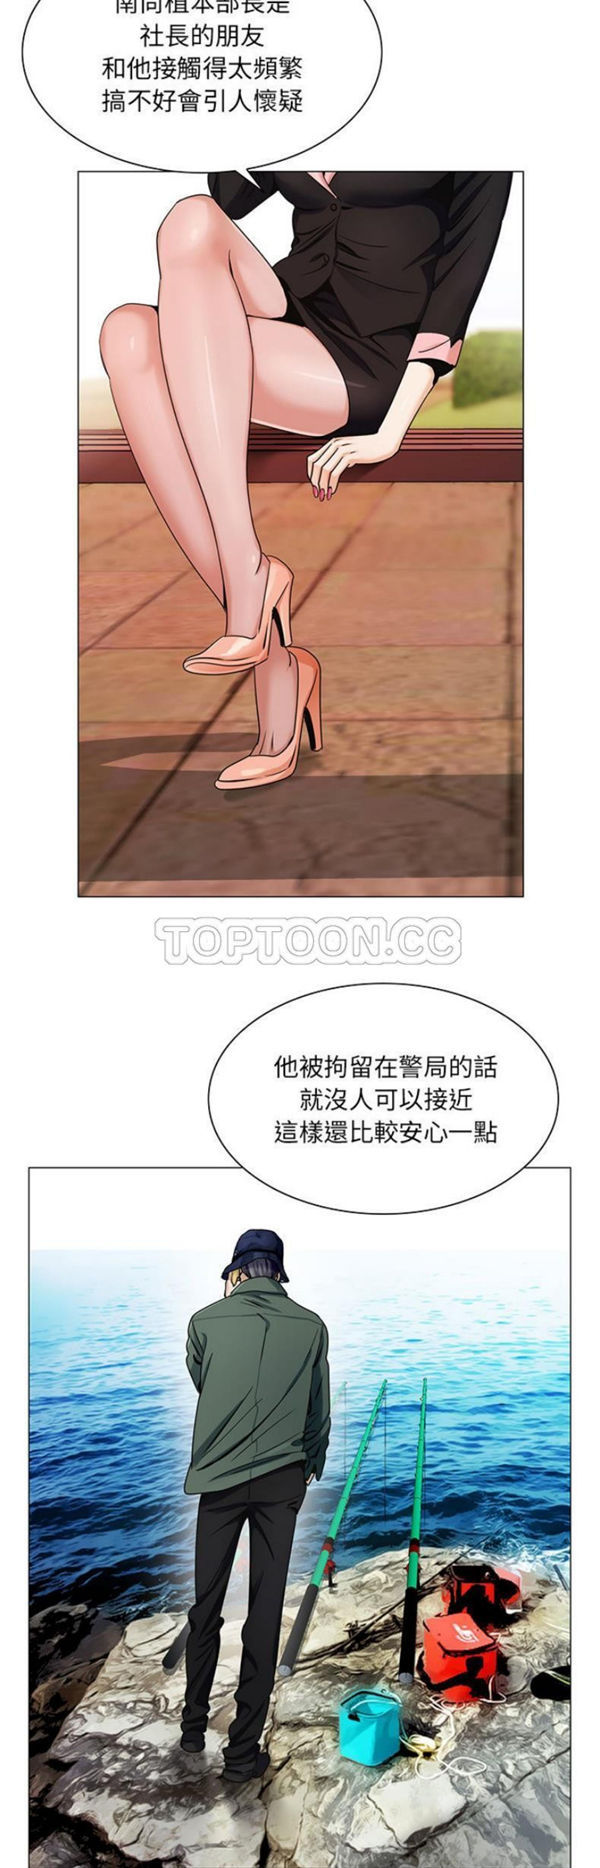 南尚植本部長是
社長的朋友
和他接觸得太頻繁
搞不好會引人懷疑
TOPTOON.CC
他被拘留在警局的話
就沒人可以接近
這樣還比較安心一點